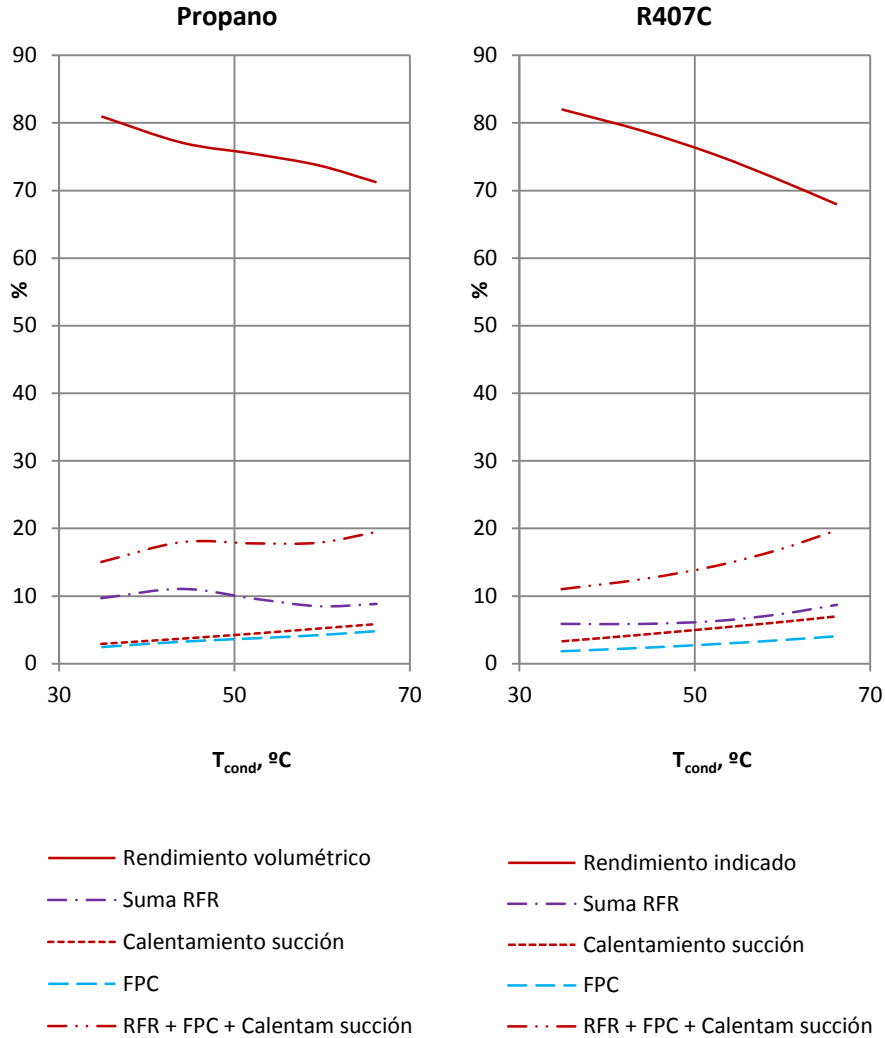 Propano
90
80
70
60
50
40
30
20
10
0
%
30
50
70
T_cond, ºC
Rendimiento volumétrico
Suma RFR
Calentamiento succión
FPC
RFR + FPC + Calentam succión
R407C
90
80
70
60
50
40
30
20
10
0
%
30
50
70
T_cond, ºC
Rendimiento indicado
Suma RFR
Calentamiento succión
FPC
RFR + FPC + Calentam succión